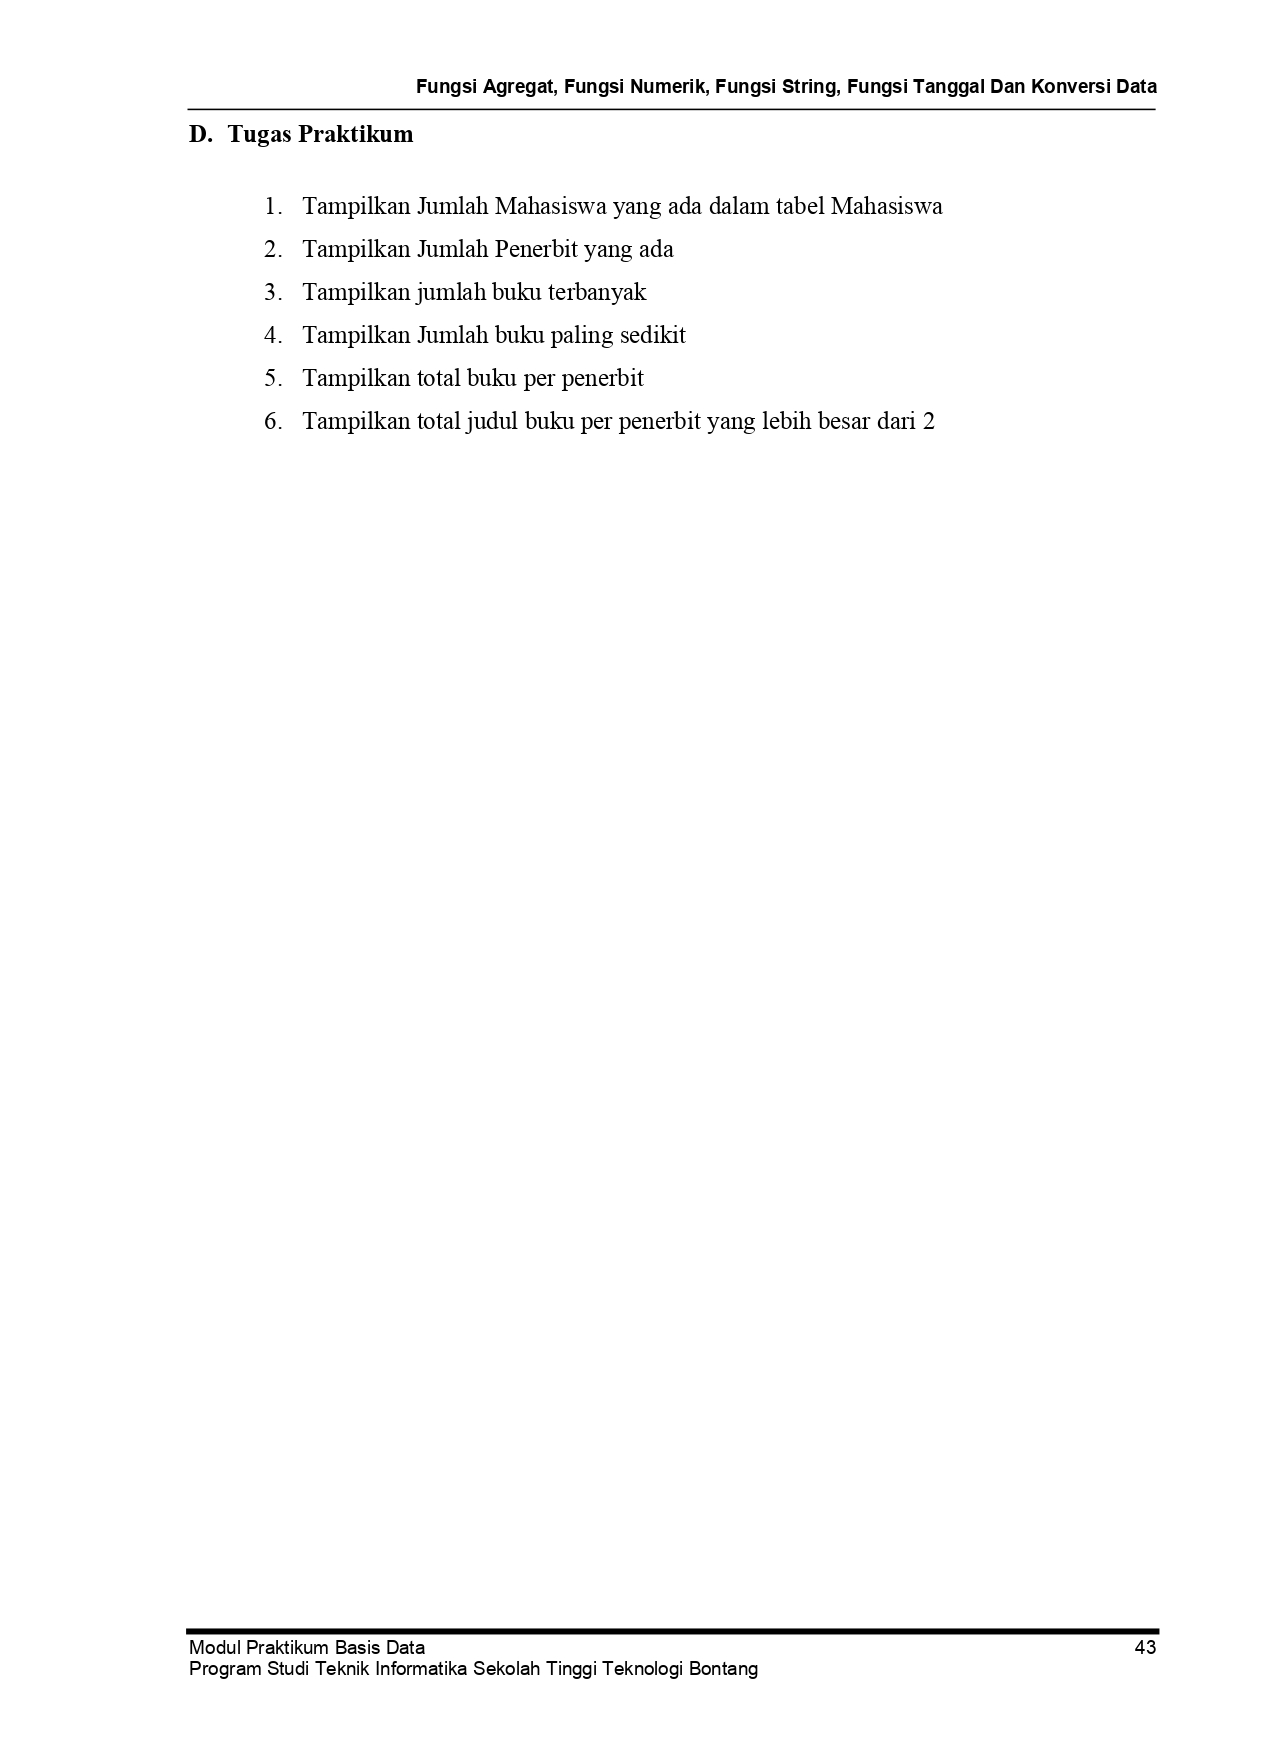 Fungsi Agregat, Fungsi Numerik, Fungsi String, Fungsi Tanggal Dan Konversi Data
D. Tugas Praktikum
1. Tampilkan Jumlah Mahasiswa yang ada dalam tabel Mahasiswa
2. Tampilkan Jumlah Penerbit yang ada
3. Tampilkan jumlah buku terbanyak
4. Tampilkan Jumlah buku paling sedikit
5. Tampilkan total buku per penerbit
6. Tampilkan total judul buku per penerbit yang lebih besar dari 2
Modul Praktikum Basis Data 43
Program Studi Teknik Informatika Sekolah Tinggi Teknologi Bontang